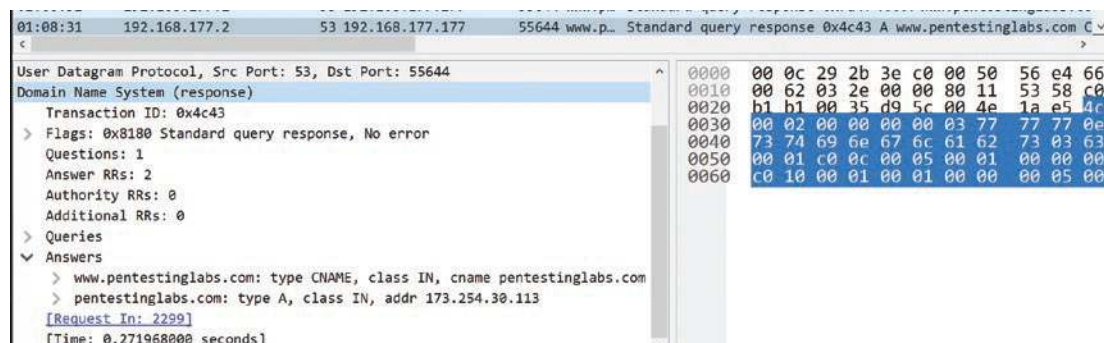 01:08:31 192.168.177.2 53 192.168.177.177 55644 www.p… Standard query response 0x4c43 A www.pentestinglabs.com C
User Datagram Protocol, Src Port: 53, Dst Port: 55644
Domain Name System (response)
Transaction ID: 0x4c43
Flags: 0x8180 Standard query response, No error
Questions: 1
Answer RRs: 2
Authority RRs: 0
Additional RRs: 0
Queries
Answers
www.pentestinglabs.com: type CNAME, class IN, cname pentestinglabs.com
pentestinglabs.com: type A, class IN, addr 173.254.30.113
[Request In: 2299]
[Time: 0.271968000 seconds]
0000 00 0c 29 2b 3e c0 00 50 56 e4 66
0010 00 62 03 2e 00 00 80 11 53 58 c0
0020 b1 b1 00 35 d9 5c 00 4e 1a e5 4c
0030 00 02 00 00 00 00 03 77 77 77 0e
0040 73 74 69 6e 67 6c 61 62 73 03 63
0050 00 01 c0 0c 00 05 00 01 00 00 00
0060 c0 10 00 01 00 01 00 00 00 05 00